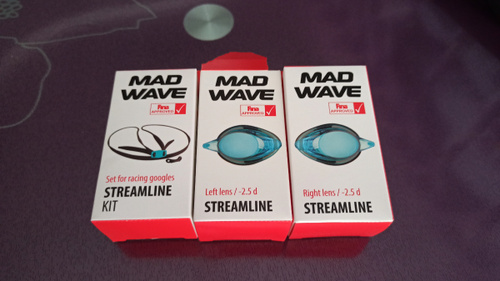 MAD
WAVE
Fina
APPROVED
Set for racing googles
STREAMLINE
KIT
MAD
WAVE
Fina
APPROVED
Left lens / -2.5 d
STREAMLINE
MAD
WAVE
Fina
APPROVED
Right lens / -2.5 d
STREAMLINE